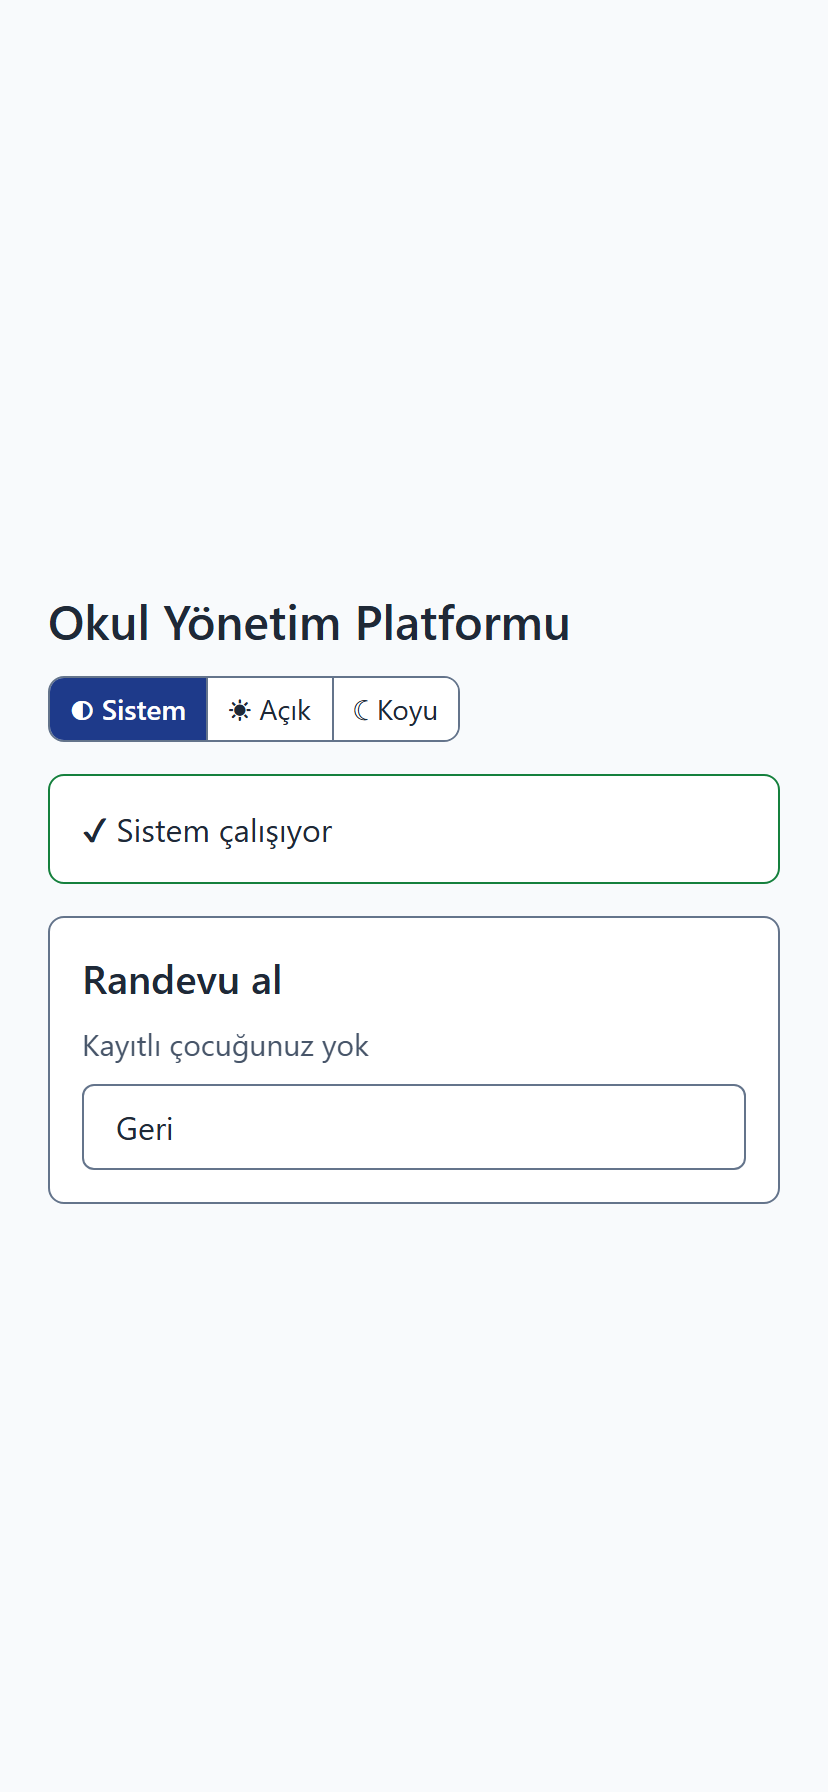 Okul Yönetim Platformu
◐ Sistem ☀ Açık ☾ Koyu
✓ Sistem çalışıyor
Randevu al
Kayıtlı çocuğunuz yok
Geri